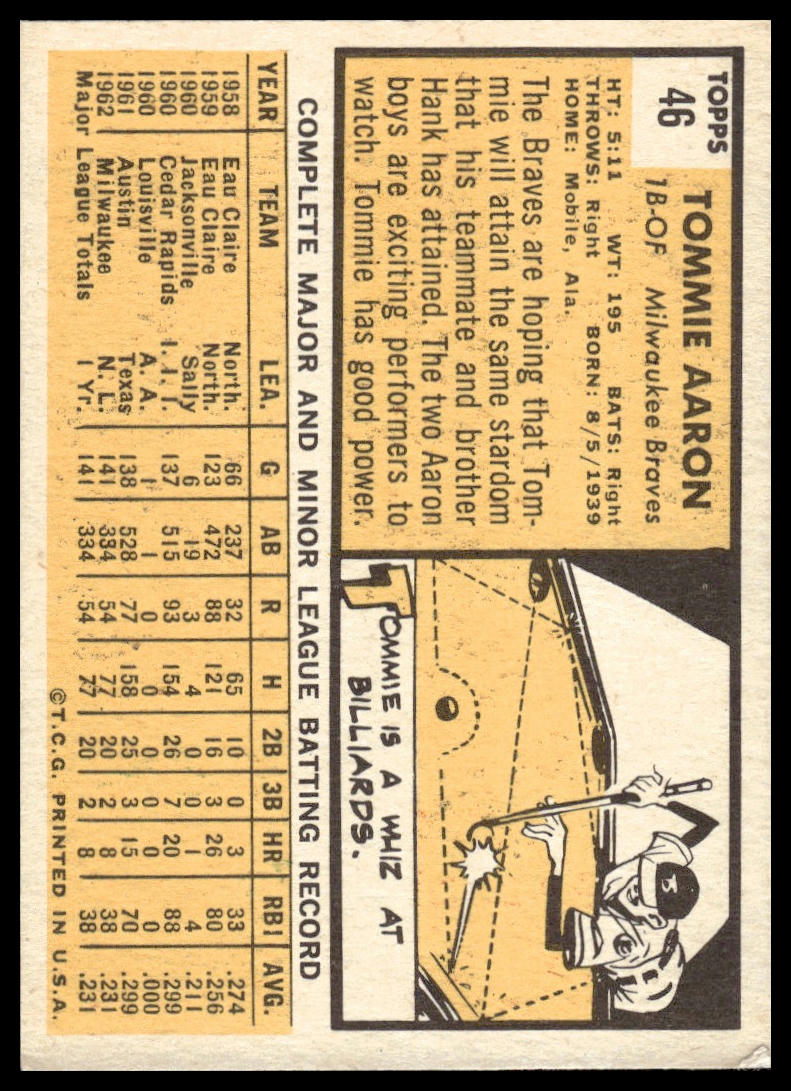 TOPPS
46
TOMMIE AARON
1B-OF Milwaukee Braves
HT: 5:11 WT: 195 BATS: Right
THROWS: Right BORN: 8/5/1939
HOME: Mobile, Ala.
The Braves are hoping that Tom-
mie will attain the same stardom
that his teammate and brother
Hank has attained. The two Aaron
boys are exciting performers to
watch. Tommie has good power.
TOMMIE IS A WHIZ AT
BILLIARDS.
COMPLETE MAJOR AND MINOR LEAGUE BATTING RECORD
YEAR TEAM LEA. G AB R H 2B 3B HR RBI AVG.
1958 Eau Claire North. 66 237 32 65 10 0 3 33 .274
1959 Eau Claire North. 123 472 88 121 16 3 26 80 .256
1960 Jacksonville Sally 6 19 3 4 0 0 1 4 .211
1960 Cedar Rapids I. I. I. 137 515 93 154 26 7 20 88 .299
1960 Louisville A. A. 1 1 0 0 0 0 0 0 .000
1961 Austin Texas 138 528 77 158 25 3 15 70 .299
1962 Milwaukee N. L. 141 334 54 77 20 2 8 38 .231
Major League Totals 1 Yr. 141 334 54 77 20 2 8 38 .231
©T.C.G. PRINTED IN U.S.A.